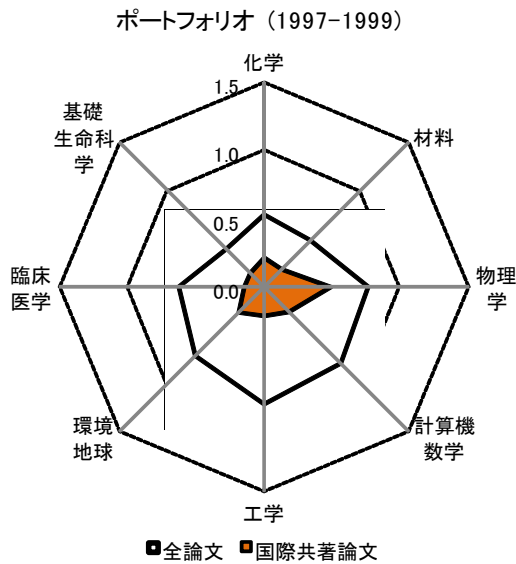 ポートフォリオ (1997-1999)
化学
1.5
基礎
生命科
学
材料
1.0
0.5
臨床
医学
0.0
物理
学
環境
地球
計算機
数学
工学
全論文 国際共著論文